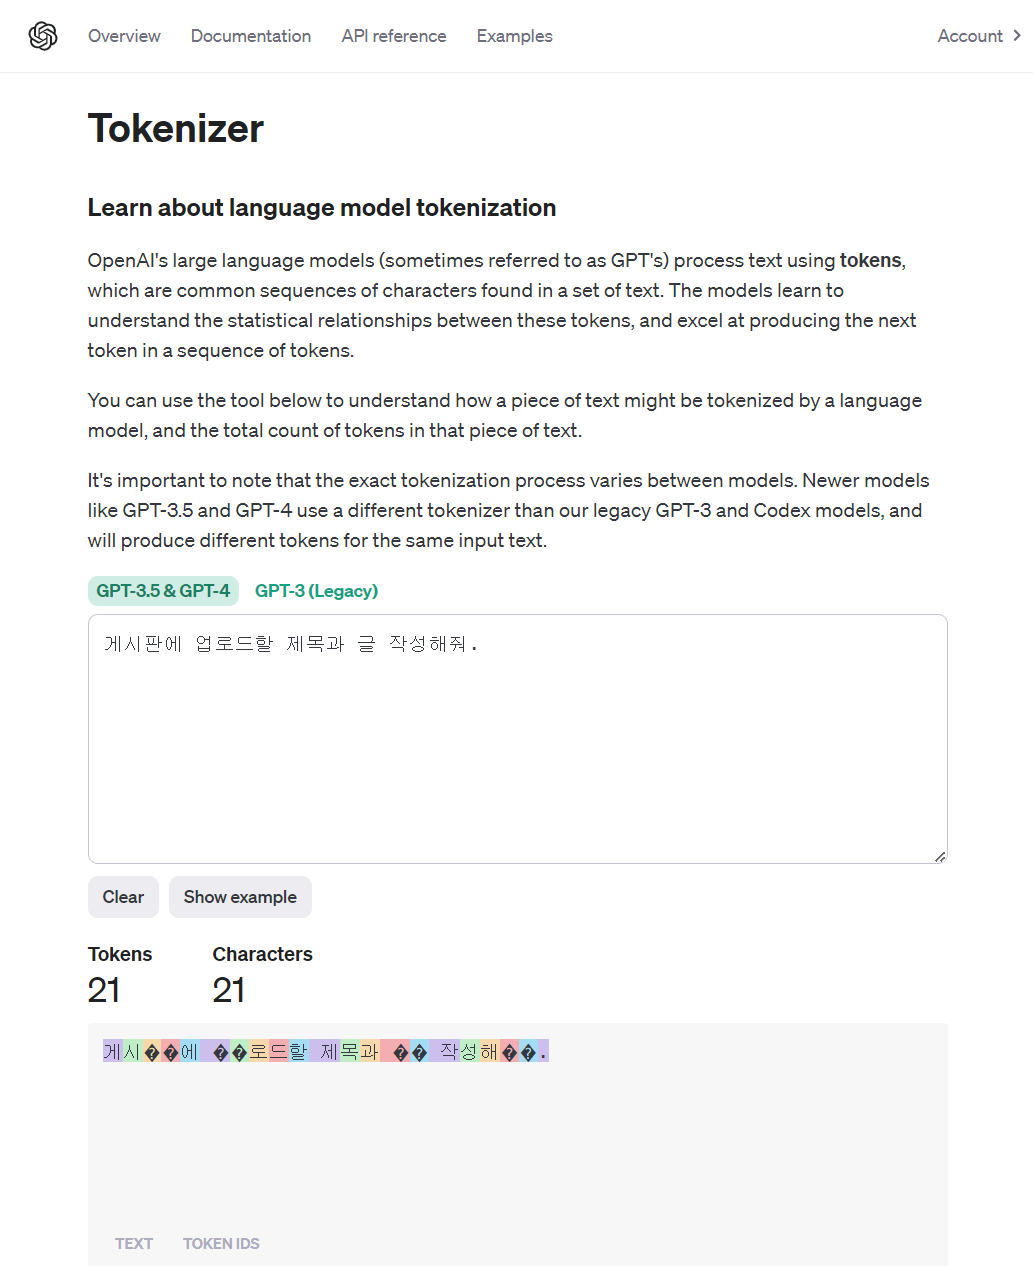 Overview Documentation API reference Examples Account
Tokenizer
Learn about language model tokenization
OpenAI's large language models (sometimes referred to as GPT's) process text using tokens,
which are common sequences of characters found in a set of text. The models learn to
understand the statistical relationships between these tokens, and excel at producing the next
token in a sequence of tokens.
You can use the tool below to understand how a piece of text might be tokenized by a language
model, and the total count of tokens in that piece of text.
It's important to note that the exact tokenization process varies between models. Newer models
like GPT-3.5 and GPT-4 use a different tokenizer than our legacy GPT-3 and Codex models, and
will produce different tokens for the same input text.
GPT-3.5 & GPT-4 GPT-3 (Legacy)
게시판에 업로드할 제목과 글 작성해줘.
Clear Show example
Tokens Characters
21 21
게시��에 ��로드할 제목과 �� 작성해��.
TEXT TOKEN IDS